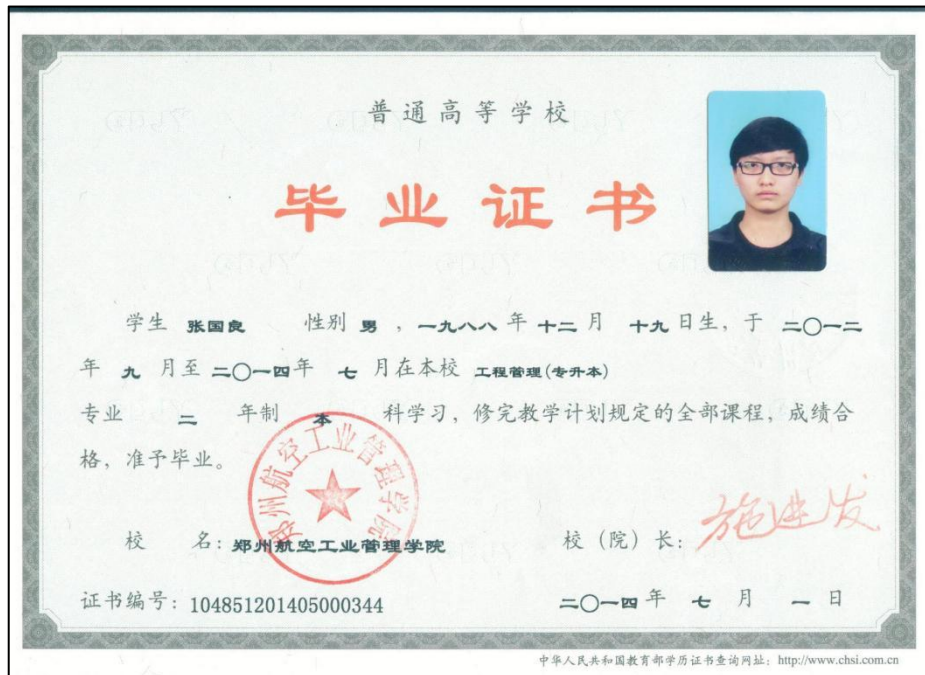 普通高等学校
毕业证书
学生 张国良 性别 男 ，一九八八 年 十二 月 十九 日生，于 二〇一二
年 九 月至 二〇一四 年 七 月在本校 工程管理(专升本)
专业 二 年制 本 科学习，修完教学计划规定的全部课程，成绩合
格，准予毕业。
郑州航空工业管理学院
校 名：郑州航空工业管理学院 校（院）长：施进发
证书编号：104851201405000344 二〇一四 年 七 月 一 日
中华人民共和国教育部学历证书查询网址：http://www.chsi.com.cn